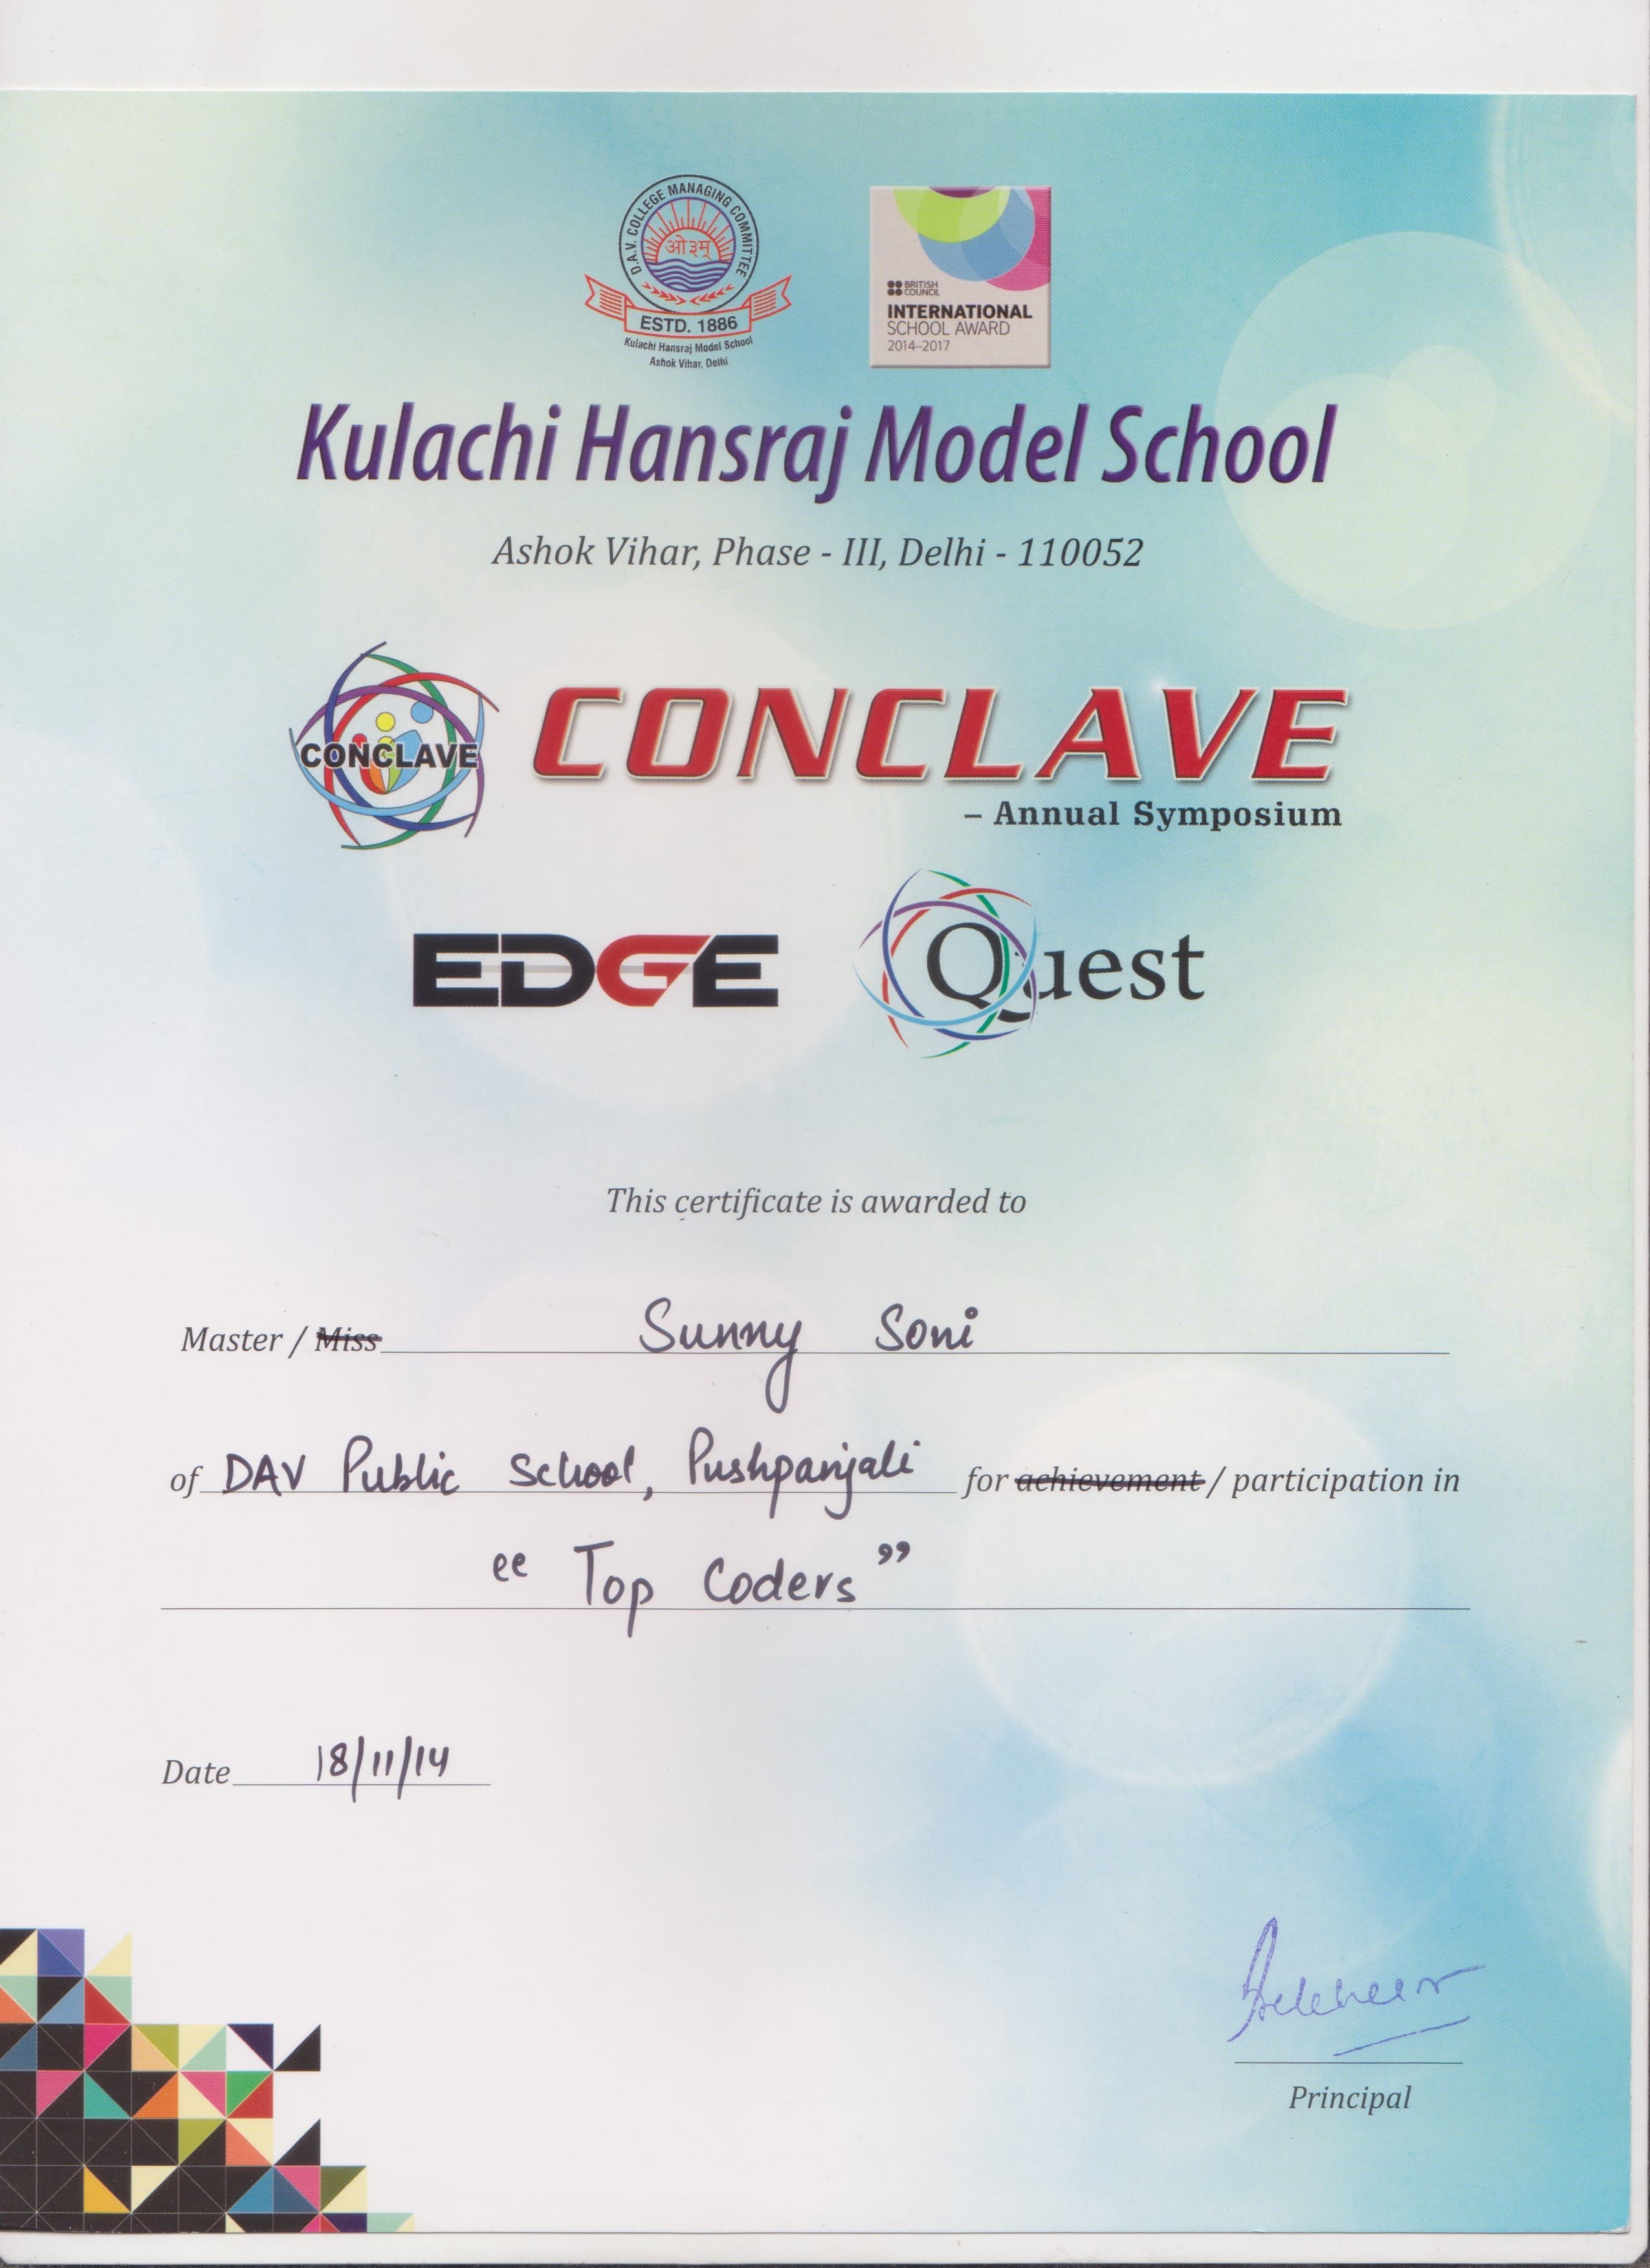 D.A.V. COLLEGE MANAGING COMMITTEE
ओ३म्
ESTD. 1886
Kulachi Hansraj Model School
Ashok Vihar, Delhi
BRITISH
COUNCIL
INTERNATIONAL
SCHOOL AWARD
2014–2017
Kulachi Hansraj Model School
Ashok Vihar, Phase - III, Delhi - 110052
CONCLAVE
CONCLAVE
– Annual Symposium
EDGE
Quest
This certificate is awarded to
Master / Miss Sunny Soni
of DAV Public School, Pushpanjali for achievement / participation in
“ Top Coders ”
Date 18/11/14
Principal